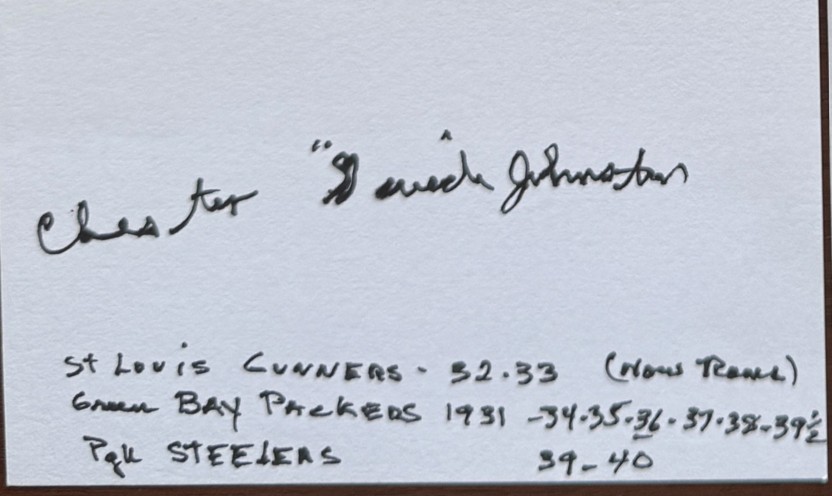 Chester "Swede" Johnston
St Louis GUNNERS - 32.33 (Now Rams)
Green BAY PACKERS 1931 -34.35.36.37.38.39½
Pgh STEELERS 39-40